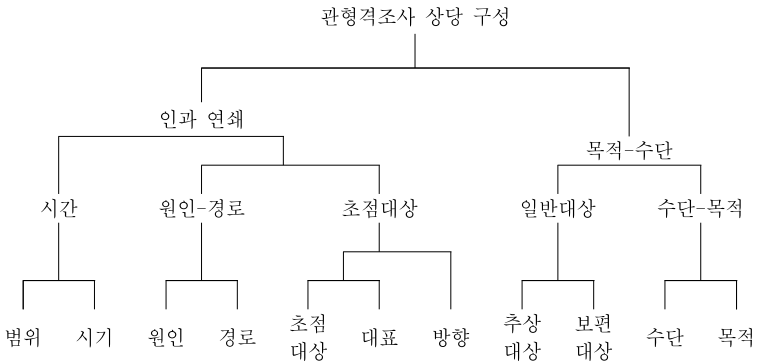 관형격조사 상당 구성
인과 연쇄
목적-수단
시간 원인-경로 초점대상 일반대상 수단-목적
범위 시기 원인 경로 초점 대상 대표 방향 추상 대상 보편 대상 수단 목적